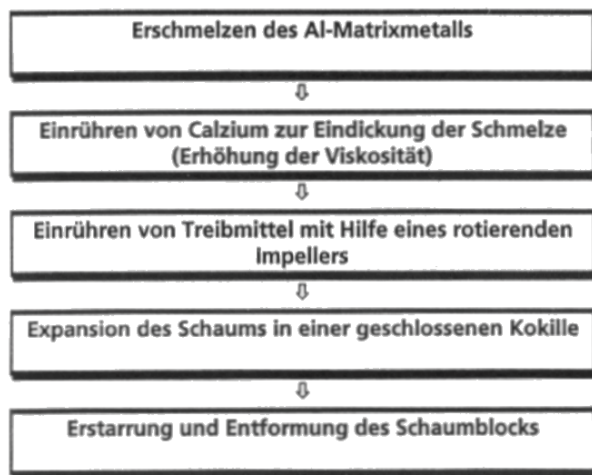 Erschmelzen des Al-Matrixmetalls
Einrühren von Calzium zur Eindickung der Schmelze
(Erhöhung der Viskosität)
Einrühren von Treibmittel mit Hilfe eines rotierenden
Impellers
Expansion des Schaums in einer geschlossenen Kokille
Erstarrung und Entformung des Schaumblocks